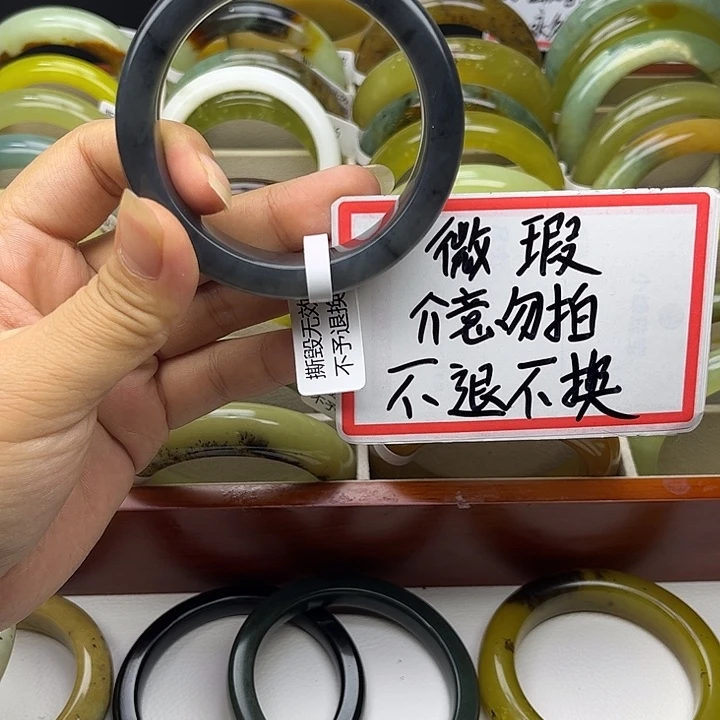 微瑕
介意勿拍
不退不换
撕毁无效
不予退换